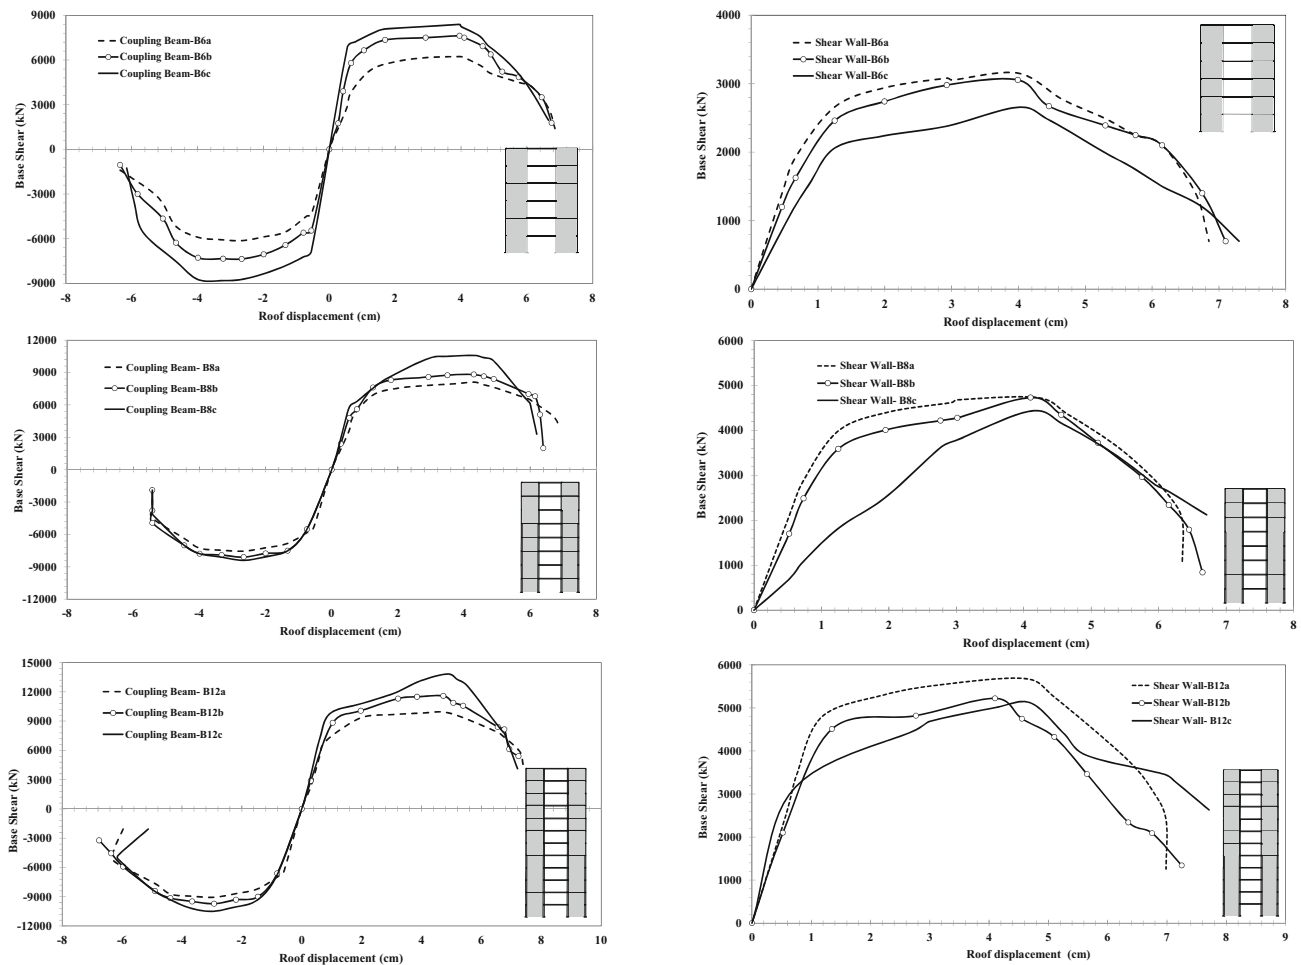 9000
6000
3000
0
-3000
-6000
-9000
Base Shear (kN)
Coupling Beam-B6a
Coupling Beam-B6b
Coupling Beam-B6c
-8 -6 -4 -2 0 2 4 6 8
Roof displacement (cm)
4000
3000
2000
1000
0
Base Shear (kN)
Shear Wall-B6a
Shear Wall-B6b
Shear Wall-B6c
0 1 2 3 4 5 6 7 8
Roof displacement (cm)
12000
9000
6000
3000
0
-3000
-6000
-9000
-12000
Base Shear (kN)
Coupling Beam- B8a
Coupling Beam-B8b
Coupling Beam-B8c
-8 -6 -4 -2 0 2 4 6 8
Roof displacement (cm)
6000
5000
4000
3000
2000
1000
0
Base Shear (kN)
Shear Wall-B8a
Shear Wall-B8b
Shear Wall- B8c
0 1 2 3 4 5 6 7 8
Roof displacement (cm)
15000
12000
9000
6000
3000
0
-3000
-6000
-9000
-12000
Base Shear (kN)
Coupling Beam- B12a
Coupling Beam-B12b
Coupling Beam-B12c
-8 -6 -4 -2 0 2 4 6 8 10
Roof displacement (cm)
6000
5000
4000
3000
2000
1000
0
Base Shear (kN)
Shear Wall-B12a
Shear Wall-B12b
Shear Wall- B12c
0 1 2 3 4 5 6 7 8 9
Roof displacement (cm)